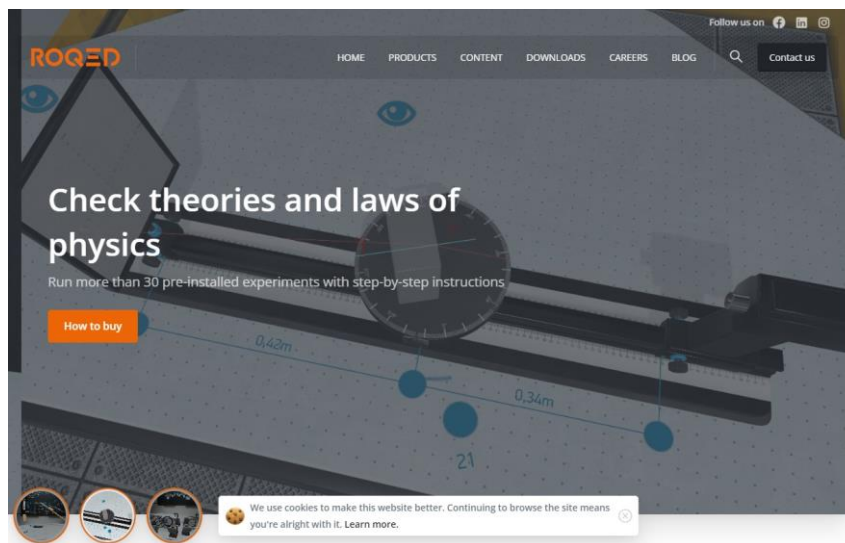 Follow us on
ROQED
HOME PRODUCTS CONTENT DOWNLOADS CAREERS BLOG Contact us
Check theories and laws of
physics
Run more than 30 pre-installed experiments with step-by-step instructions
How to buy
0,42m
0,34m
21
We use cookies to make this website better. Continuing to browse the site means
you're alright with it. Learn more.